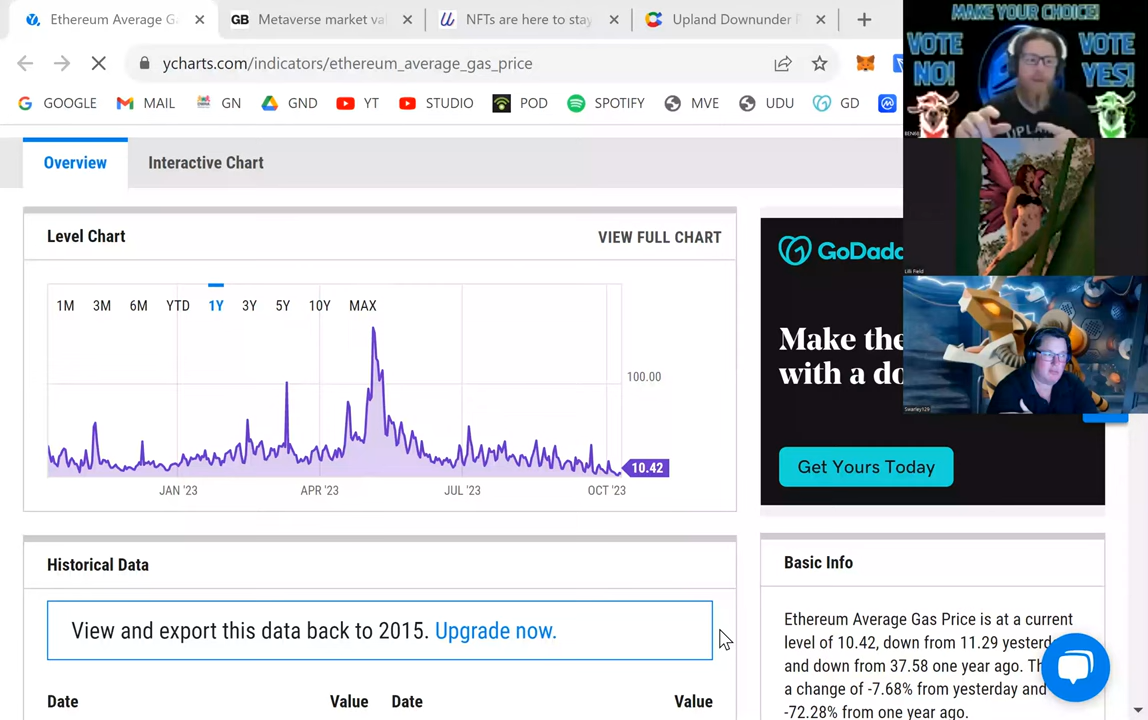 Ethereum Average G
Metaverse market val
NFTs are here to stay
Upland Downunder
ycharts.com/indicators/ethereum_average_gas_price
GOOGLE
MAIL
GN
GND
YT
STUDIO
POD
SPOTIFY
MVE
UDU
GD
MAKE YOUR CHOICE!
VOTE NO!
VOTE YES!
Lilli Field
Swarley129
Overview
Interactive Chart
Level Chart
VIEW FULL CHART
1M 3M 6M YTD 1Y 3Y 5Y 10Y MAX
100.00
10.42
JAN '23
APR '23
JUL '23
OCT '23
GoDadd
Make the
with a do
Get Yours Today
Historical Data
View and export this data back to 2015. Upgrade now.
Date Value Date Value
Basic Info
Ethereum Average Gas Price is at a current
level of 10.42, down from 11.29 yesterd
and down from 37.58 one year ago. Th
a change of -7.68% from yesterday and
-72.28% from one year ago.